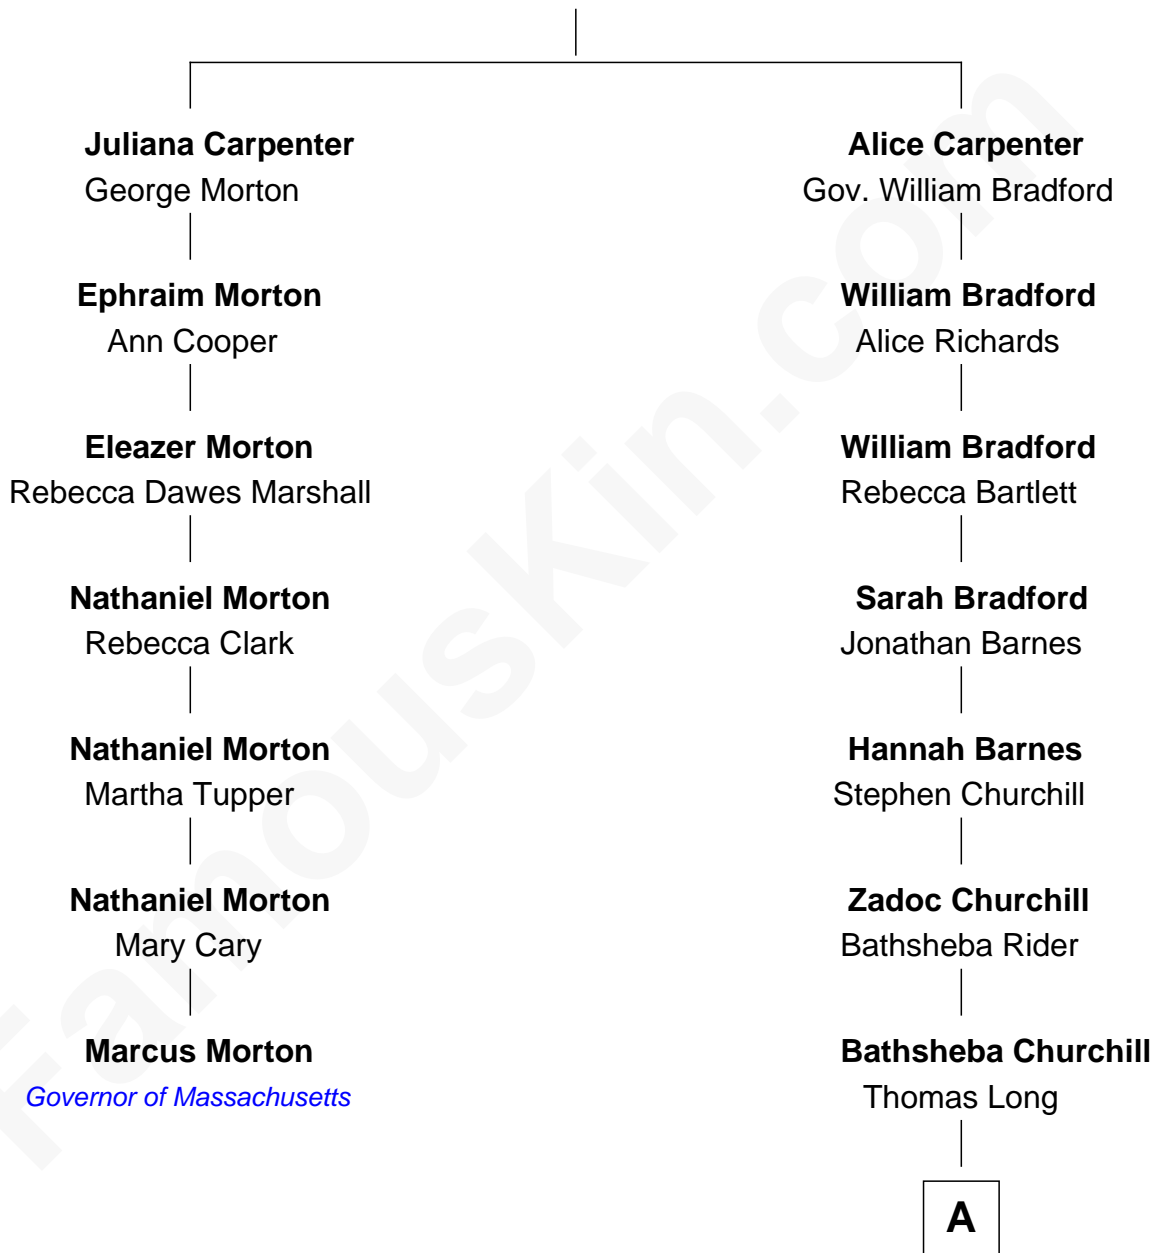 Juliana Carpenter
George Morton
Alice Carpenter
Gov. William Bradford
Ephraim Morton
Ann Cooper
William Bradford
Alice Richards
Eleazer Morton
Rebecca Dawes Marshall
William Bradford
Rebecca Bartlett
Nathaniel Morton
Rebecca Clark
Sarah Bradford
Jonathan Barnes
Nathaniel Morton
Martha Tupper
Hannah Barnes
Stephen Churchill
Nathaniel Morton
Mary Cary
Zadoc Churchill
Bathsheba Rider
Marcus Morton
Governor of Massachusetts
Bathsheba Churchill
Thomas Long
A
FamousKin.com